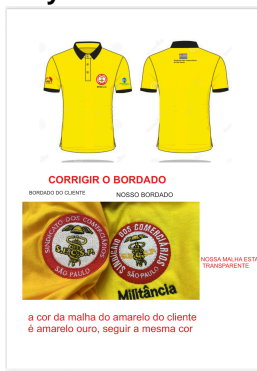 CORRIGIR O BORDADO
BORDADO DO CLIENTE
NOSSO BORDADO
SINDICATO DOS COMERCIÁRIOS
SÃO PAULO
SINDICATO DOS COMERCIÁRIOS
SÃO PAULO
Militância
NOSSA MALHA ESTA
TRANSPARENTE
a cor da malha do amarelo do cliente
é amarelo ouro, seguir a mesma cor